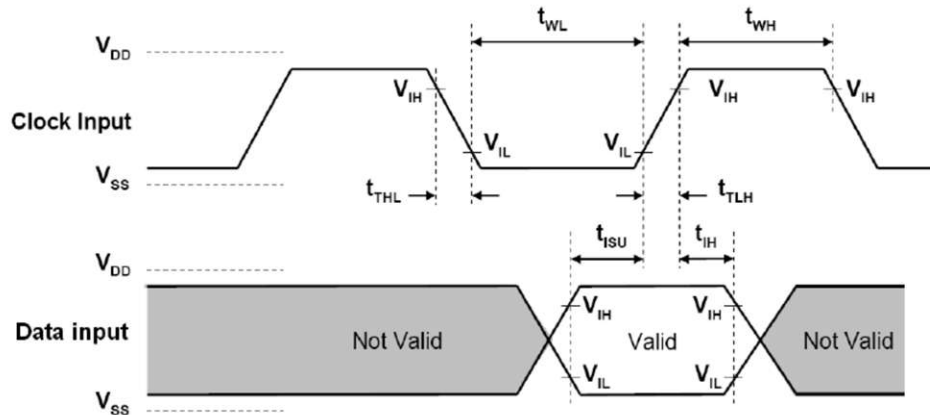 t_WL t_WH
V_DD
V_IH V_IH V_IH
Clock Input
V_IL V_IL
V_SS
t_THL t_TLH
t_ISU t_IH
V_DD
V_IH V_IH
Data input Not Valid Valid Not Valid
V_IL V_IL
V_SS